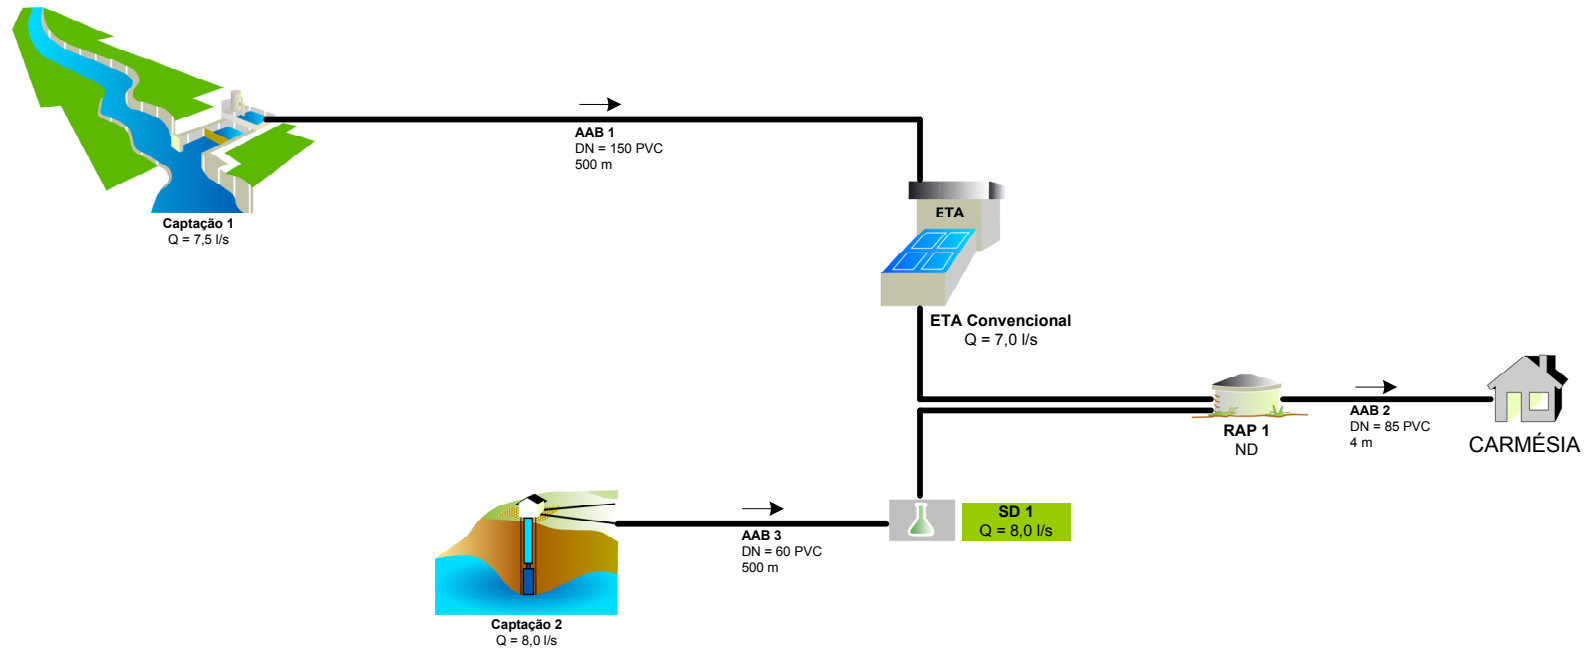 AAB 1
DN = 150 PVC
500 m
Captação 1
Q = 7,5 l/s
ETA
ETA Convencional
Q = 7,0 l/s
RAP 1
ND
AAB 2
DN = 85 PVC
4 m
CARMÉSIA
AAB 3
DN = 60 PVC
500 m
SD 1
Q = 8,0 l/s
Captação 2
Q = 8,0 l/s